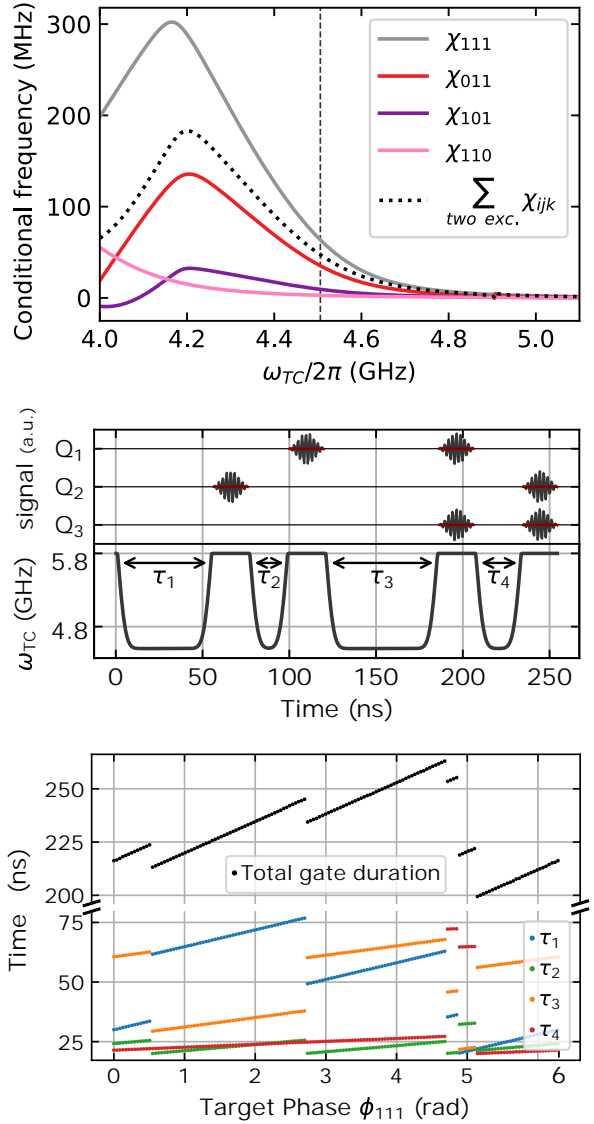 Conditional frequency (MHz)
300
200
100
0
χ₁₁₁
χ₀₁₁
χ₁₀₁
χ₁₁₀
∑ χᵢⱼₖ
two exc.
4.0 4.2 4.4 4.6 4.8 5.0
ω_TC/2π (GHz)
signal (a.u.)
Q₁
Q₂
Q₃
ω_TC (GHz)
5.8
4.8
τ₁ τ₂ τ₃ τ₄
0 50 100 150 200 250
Time (ns)
Time (ns)
250
225
200
Total gate duration
75
50
25
τ₁
τ₂
τ₃
τ₄
0 1 2 3 4 5 6
Target Phase ϕ₁₁₁ (rad)